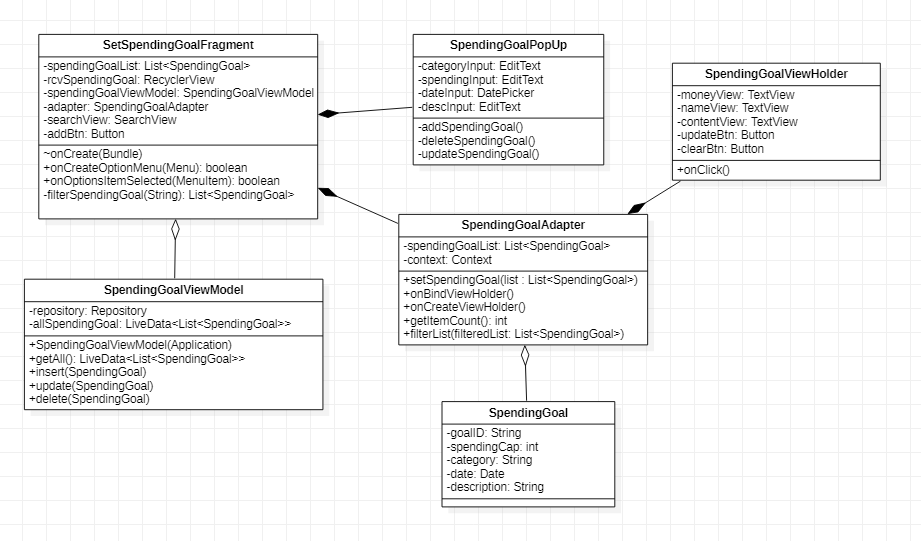 SetSpendingGoalFragment
-spendingGoalList: List<SpendingGoal>
-rcvSpendingGoal: RecyclerView
-spendingGoalViewModel: SpendingGoalViewModel
-adapter: SpendingGoalAdapter
-searchView: SearchView
-addBtn: Button
~onCreate(Bundle)
+onCreateOptionMenu(Menu): boolean
+onOptionsItemSelected(MenuItem): boolean
-filterSpendingGoal(String): List<SpendingGoal>
SpendingGoalPopUp
-categoryInput: EditText
-spendingInput: EditText
-dateInput: DatePicker
-descInput: EditText
-addSpendingGoal()
-deleteSpendingGoal()
-updateSpendingGoal()
SpendingGoalViewHolder
-moneyView: TextView
-nameView: TextView
-contentView: TextView
-updateBtn: Button
-clearBtn: Button
+onClick()
SpendingGoalAdapter
-spendingGoalList: List<SpendingGoal>
-context: Context
+setSpendingGoal(list : List<SpendingGoal>)
+onBindViewHolder()
+onCreateViewHolder()
+getItemCount(): int
+filterList(filteredList: List<SpendingGoal>)
SpendingGoalViewModel
-repository: Repository
-allSpendingGoal: LiveData<List<SpendingGoal>>
+SpendingGoalViewModel(Application)
+getAll(): LiveData<List<SpendingGoal>>
+insert(SpendingGoal)
+update(SpendingGoal)
+delete(SpendingGoal)
SpendingGoal
-goalID: String
-spendingCap: int
-category: String
-date: Date
-description: String